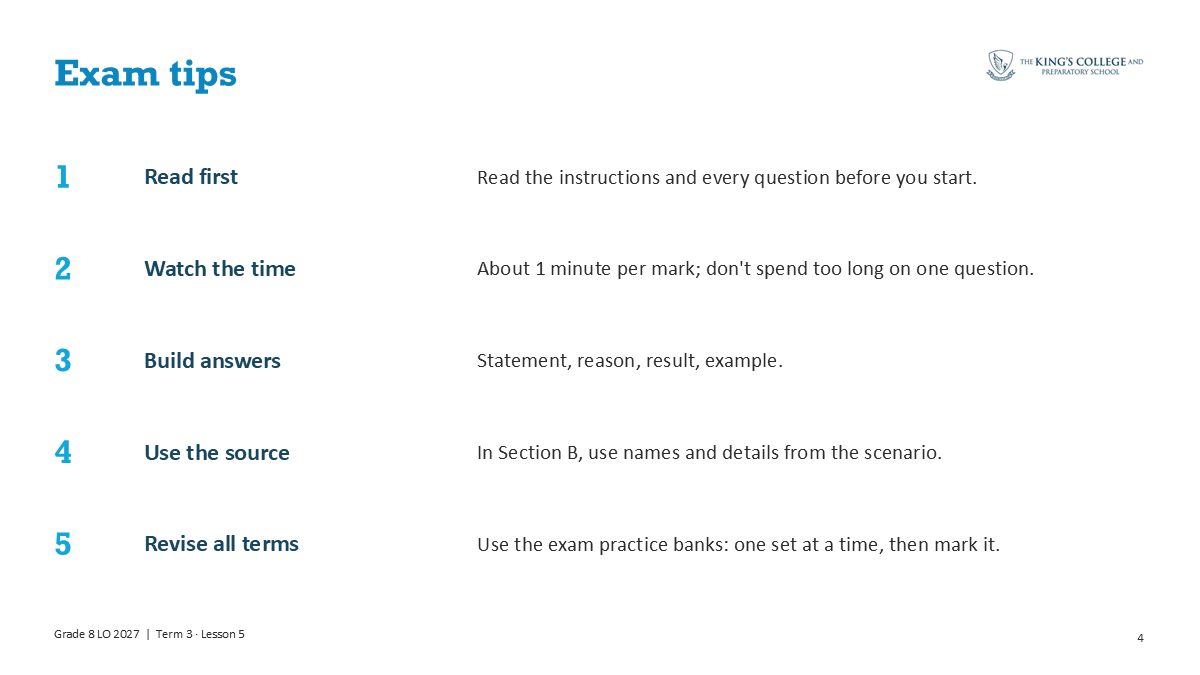 Exam tips
THE KING'S COLLEGE AND
PREPARATORY SCHOOL
1 Read first Read the instructions and every question before you start.
2 Watch the time About 1 minute per mark; don't spend too long on one question.
3 Build answers Statement, reason, result, example.
4 Use the source In Section B, use names and details from the scenario.
5 Revise all terms Use the exam practice banks: one set at a time, then mark it.
Grade 8 LO 2027 | Term 3 · Lesson 5
4